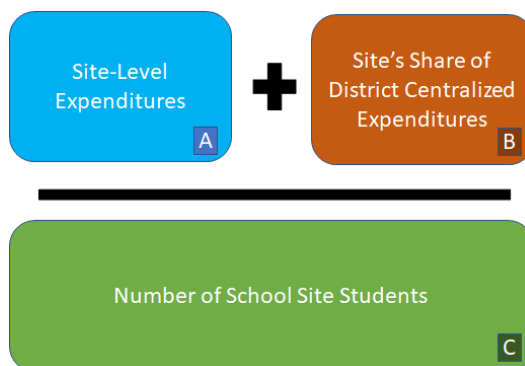 Site-Level
Expenditures
A
Site's Share of
District Centralized
Expenditures
B
Number of School Site Students
C